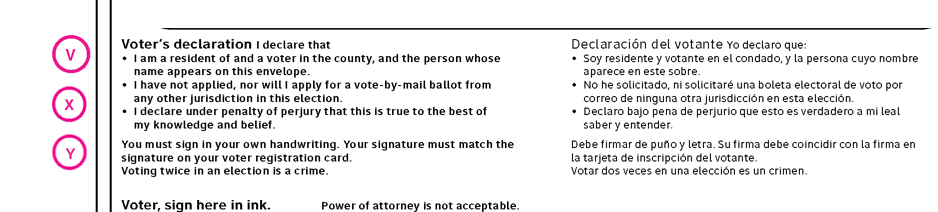 V
X
Y
Voter's declaration I declare that
• I am a resident of and a voter in the county, and the person whose
name appears on this envelope.
• I have not applied, nor will I apply for a vote-by-mail ballot from
any other jurisdiction in this election.
• I declare under penalty of perjury that this is true to the best of
my knowledge and belief.
You must sign in your own handwriting. Your signature must match the
signature on your voter registration card.
Voting twice in an election is a crime.
Voter, sign here in ink. Power of attorney is not acceptable.
Declaración del votante Yo declaro que:
• Soy residente y votante en el condado, y la persona cuyo nombre
aparece en este sobre.
• No he solicitado, ni solicitaré una boleta electoral de voto por
correo de ninguna otra jurisdicción en esta elección.
• Declaro bajo pena de perjurio que esto es verdadero a mi leal
saber y entender.
Debe firmar de puño y letra. Su firma debe coincidir con la firma en
la tarjeta de inscripción del votante.
Votar dos veces en una elección es un crimen.